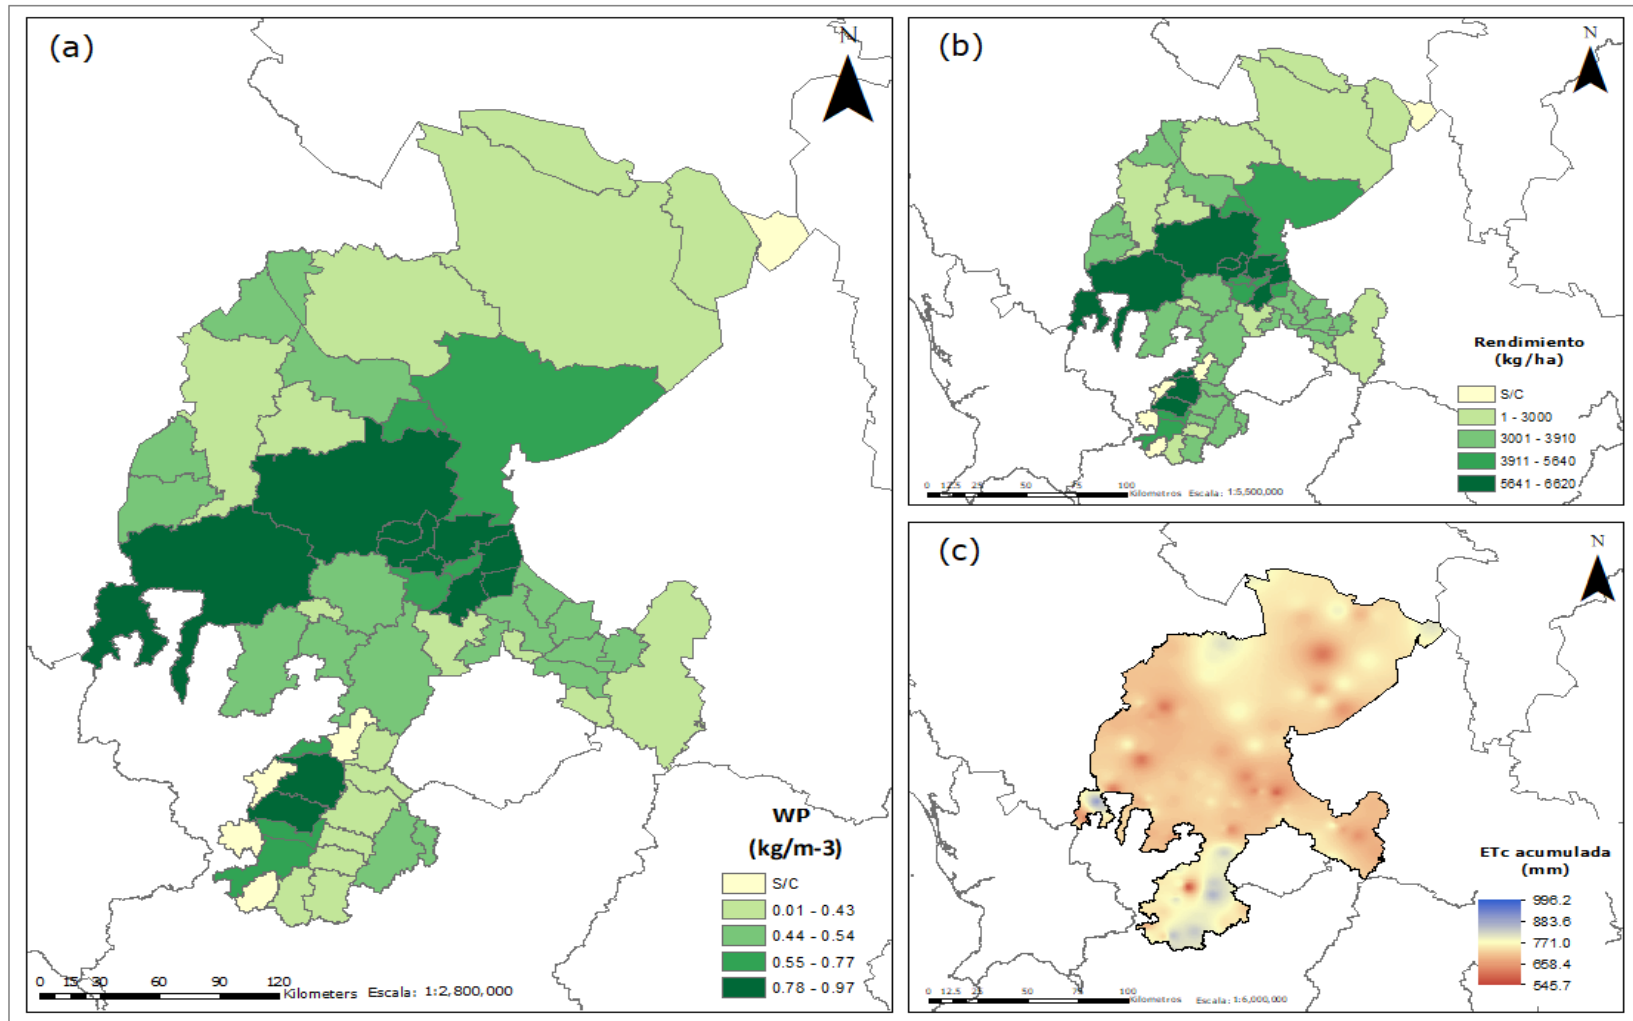 (a)
N
WP
(kg/m-3)
S/C
0.01 - 0.43
0.44 - 0.54
0.55 - 0.77
0.78 - 0.97
0 15 30 60 90 120
Kilometers Escala: 1:2,800,000
(b)
N
Rendimiento
(kg/ha)
S/C
1 - 3000
3001 - 3910
3911 - 5640
5641 - 6620
0 12.5 25 50 75 100
Kilometros Escala: 1:5,500,000
(c)
N
ETc acumulada
(mm)
996.2
883.6
771.0
658.4
545.7
0 12.5 25 50 75 100
Kilometros Escala: 1:6,000,000